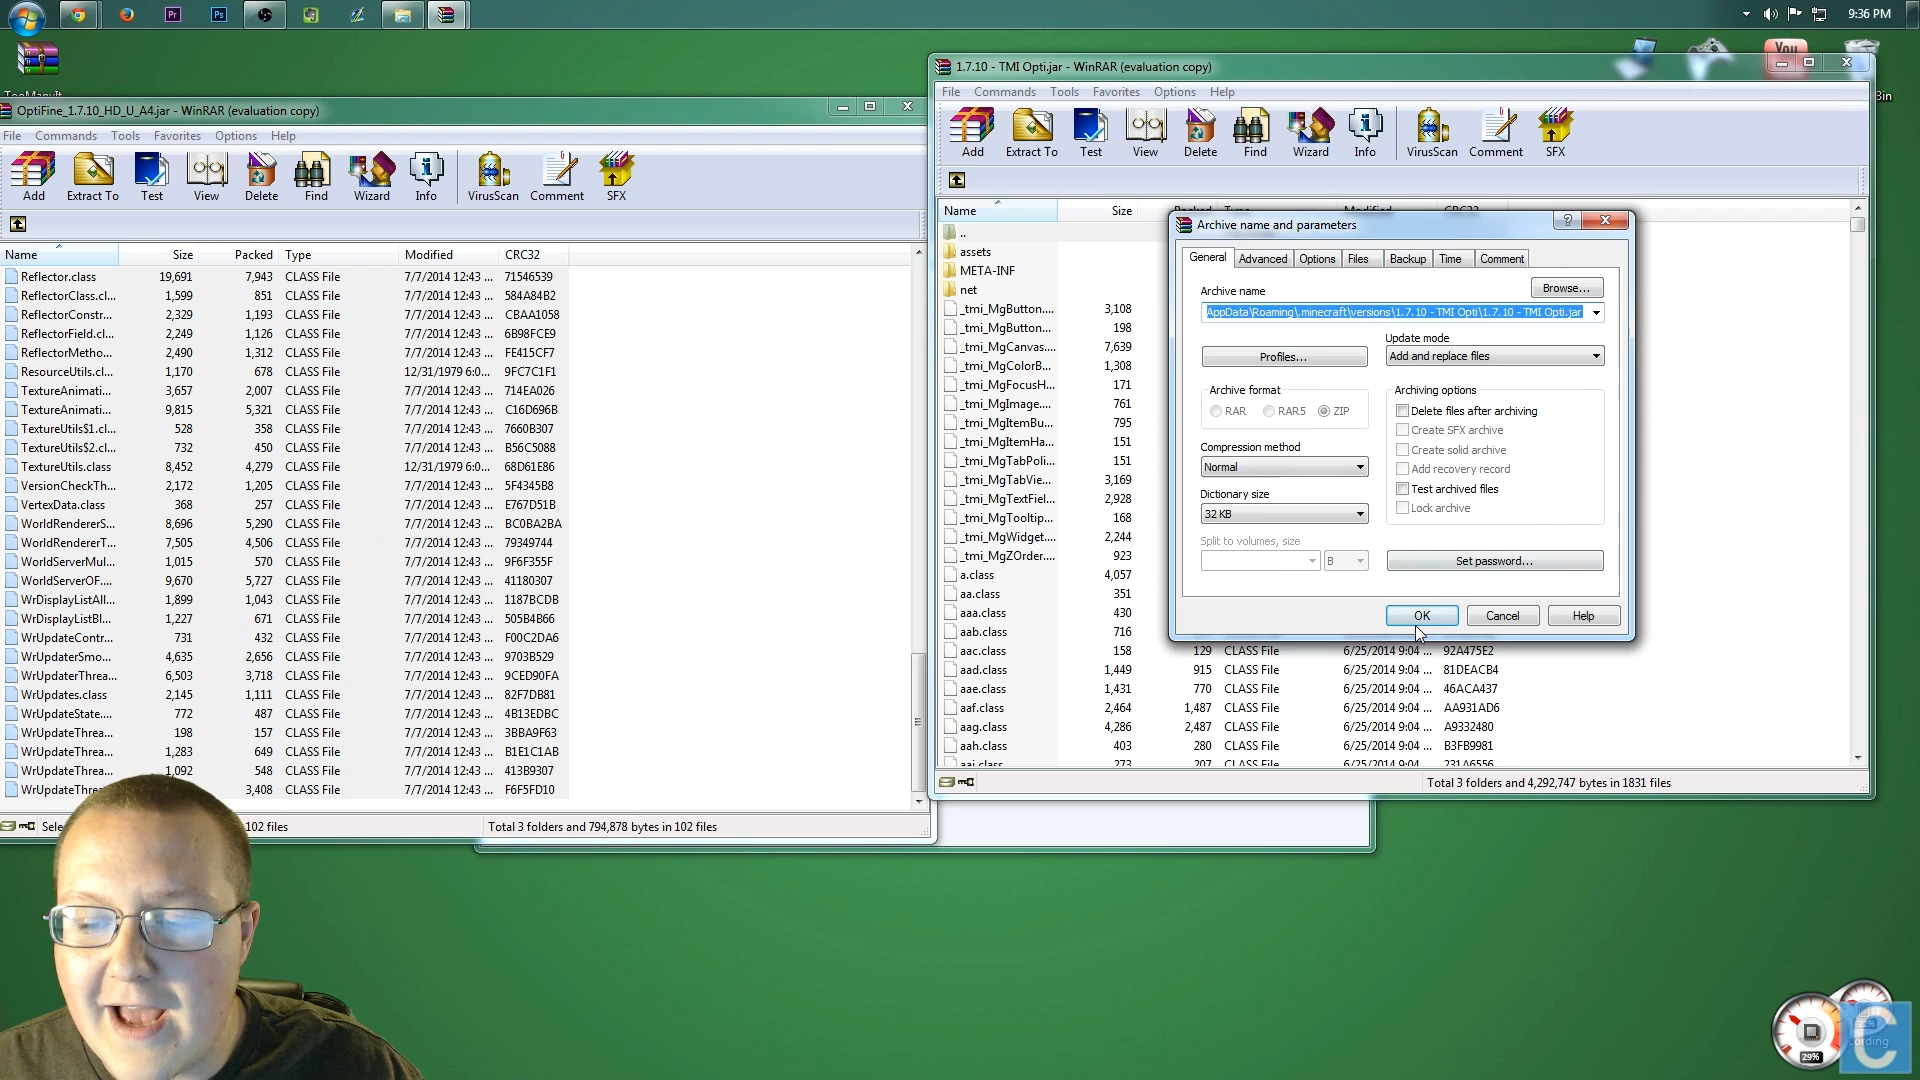 Pr
Ps
9:36 PM
TooManyIt
You
Bin
OptiFine_1.7.10_HD_U_A4.jar - WinRAR (evaluation copy)
File Commands Tools Favorites Options Help
Add Extract To Test View Delete Find Wizard Info VirusScan Comment SFX
Name Size Packed Type Modified CRC32
Reflector.class 19,691 7,943 CLASS File 7/7/2014 12:43 ... 71546539
ReflectorClass.cl... 1,599 851 CLASS File 7/7/2014 12:43 ... 584A84B2
ReflectorConstr... 2,329 1,193 CLASS File 7/7/2014 12:43 ... CBAA1058
ReflectorField.cl... 2,249 1,126 CLASS File 7/7/2014 12:43 ... 6B98FCE9
ReflectorMetho... 2,490 1,312 CLASS File 7/7/2014 12:43 ... FE415CF7
ResourceUtils.cl... 1,170 678 CLASS File 12/31/1979 6:0... 9FC7C1F1
TextureAnimati... 3,657 2,007 CLASS File 7/7/2014 12:43 ... 714EA026
TextureAnimati... 9,815 5,321 CLASS File 7/7/2014 12:43 ... C16D696B
TextureUtils$1.cl... 528 358 CLASS File 7/7/2014 12:43 ... 7660B307
TextureUtils$2.cl... 732 450 CLASS File 7/7/2014 12:43 ... B56C5088
TextureUtils.class 8,452 4,279 CLASS File 12/31/1979 6:0... 68D61E86
VersionCheckTh... 2,172 1,205 CLASS File 7/7/2014 12:43 ... 5F4345B8
VertexData.class 368 257 CLASS File 7/7/2014 12:43 ... E767D51B
WorldRendererS... 8,696 5,290 CLASS File 7/7/2014 12:43 ... BC0BA2BA
WorldRendererT... 7,505 4,506 CLASS File 7/7/2014 12:43 ... 79349744
WorldServerMul... 1,015 570 CLASS File 7/7/2014 12:43 ... 9F6F355F
WorldServerOF.... 9,670 5,727 CLASS File 7/7/2014 12:43 ... 41180307
WrDisplayListAll... 1,899 1,043 CLASS File 7/7/2014 12:43 ... 1187BCDB
WrDisplayListBl... 1,227 671 CLASS File 7/7/2014 12:43 ... 505B4B66
WrUpdateContr... 731 432 CLASS File 7/7/2014 12:43 ... F00C2DA6
WrUpdaterSmo... 4,635 2,656 CLASS File 7/7/2014 12:43 ... 9703B529
WrUpdaterThrea... 6,503 3,718 CLASS File 7/7/2014 12:43 ... 9CED90FA
WrUpdates.class 2,145 1,111 CLASS File 7/7/2014 12:43 ... 82F7DB81
WrUpdateState.... 772 487 CLASS File 7/7/2014 12:43 ... 4B13EDBC
WrUpdateThrea... 198 157 CLASS File 7/7/2014 12:43 ... 3BBA9F63
WrUpdateThrea... 1,283 649 CLASS File 7/7/2014 12:43 ... B1E1C1AB
WrUpdateThrea... 1,092 548 CLASS File 7/7/2014 12:43 ... 413B9307
WrUpdateThrea... 3,408 CLASS File 7/7/2014 12:43 ... F6F5FD10
Sele 102 files Total 3 folders and 794,878 bytes in 102 files
1.7.10 - TMI Opti.jar - WinRAR (evaluation copy)
File Commands Tools Favorites Options Help
Add Extract To Test View Delete Find Wizard Info VirusScan Comment SFX
Name Size Packed Type Modified CRC32
..
assets
META-INF
net
_tmi_MgButton.... 3,108
_tmi_MgButton... 198
_tmi_MgCanvas.... 7,639
_tmi_MgColorB... 1,308
_tmi_MgFocusH... 171
_tmi_MgImage.... 761
_tmi_MgItemBu... 795
_tmi_MgItemHa... 151
_tmi_MgTabPoli... 151
_tmi_MgTabVie... 3,169
_tmi_MgTextFiel... 2,928
_tmi_MgTooltip... 168
_tmi_MgWidget.... 2,244
_tmi_MgZOrder.... 923
a.class 4,057
aa.class 351
aaa.class 430
aab.class 716
aac.class 158 129 CLASS File 6/25/2014 9:04 ... 92A475E2
aad.class 1,449 915 CLASS File 6/25/2014 9:04 ... 81DEACB4
aae.class 1,431 770 CLASS File 6/25/2014 9:04 ... 46ACA437
aaf.class 2,464 1,487 CLASS File 6/25/2014 9:04 ... AA931AD6
aag.class 4,286 2,487 CLASS File 6/25/2014 9:04 ... A9332480
aah.class 403 280 CLASS File 6/25/2014 9:04 ... B3FB9981
aai.class 273 207 CLASS File 6/25/2014 9:04 ... 231A6556
Total 3 folders and 4,292,747 bytes in 1831 files
Archive name and parameters
General Advanced Options Files Backup Time Comment
Archive name
Browse...
AppData\Roaming\.minecraft\versions\1.7.10 - TMI Opti\1.7.10 - TMI Opti.jar
Profiles...
Update mode
Add and replace files
Archive format
RAR RAR5 ZIP
Compression method
Normal
Dictionary size
32 KB
Split to volumes, size
B
Archiving options
Delete files after archiving
Create SFX archive
Create solid archive
Add recovery record
Test archived files
Lock archive
Set password...
OK Cancel Help
29%